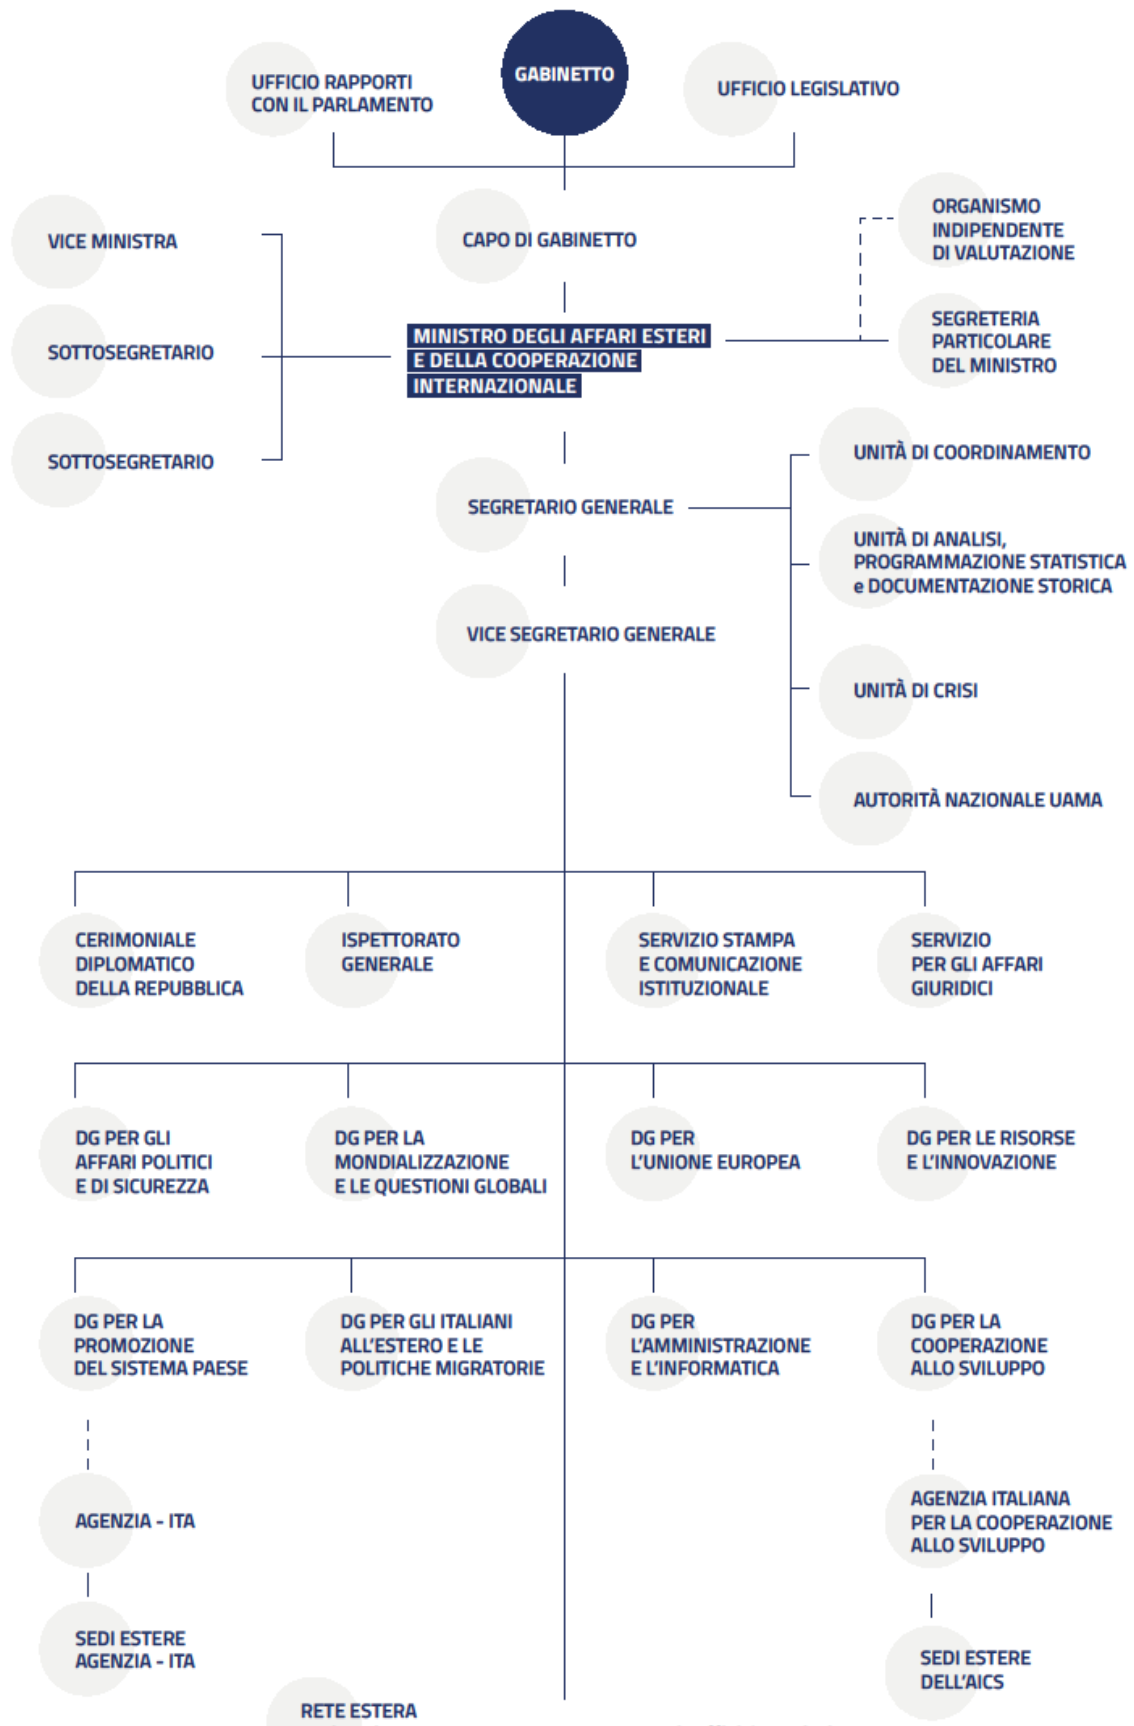 GABINETTO
UFFICIO RAPPORTI
CON IL PARLAMENTO
UFFICIO LEGISLATIVO
ORGANISMO
INDIPENDENTE
DI VALUTAZIONE
VICE MINISTRA
CAPO DI GABINETTO
SEGRETERIA
PARTICOLARE
DEL MINISTRO
SOTTOSEGRETARIO
MINISTRO DEGLI AFFARI ESTERI
E DELLA COOPERAZIONE
INTERNAZIONALE
SOTTOSEGRETARIO
UNITÀ DI COORDINAMENTO
SEGRETARIO GENERALE
UNITÀ DI ANALISI,
PROGRAMMAZIONE STATISTICA
e DOCUMENTAZIONE STORICA
VICE SEGRETARIO GENERALE
UNITÀ DI CRISI
AUTORITÀ NAZIONALE UAMA
CERIMONIALE
DIPLOMATICO
DELLA REPUBBLICA
ISPETTORATO
GENERALE
SERVIZIO STAMPA
E COMUNICAZIONE
ISTITUZIONALE
SERVIZIO
PER GLI AFFARI
GIURIDICI
DG PER GLI
AFFARI POLITICI
E DI SICUREZZA
DG PER LA
MONDIALIZZAZIONE
E LE QUESTIONI GLOBALI
DG PER
L'UNIONE EUROPEA
DG PER LE RISORSE
E L'INNOVAZIONE
DG PER LA
PROMOZIONE
DEL SISTEMA PAESE
DG PER GLI ITALIANI
ALL'ESTERO E LE
POLITICHE MIGRATORIE
DG PER
L'AMMINISTRAZIONE
E L'INFORMATICA
DG PER LA
COOPERAZIONE
ALLO SVILUPPO
AGENZIA - ITA
AGENZIA ITALIANA
PER LA COOPERAZIONE
ALLO SVILUPPO
SEDI ESTERE
AGENZIA - ITA
SEDI ESTERE
DELL'AICS
RETE ESTERA